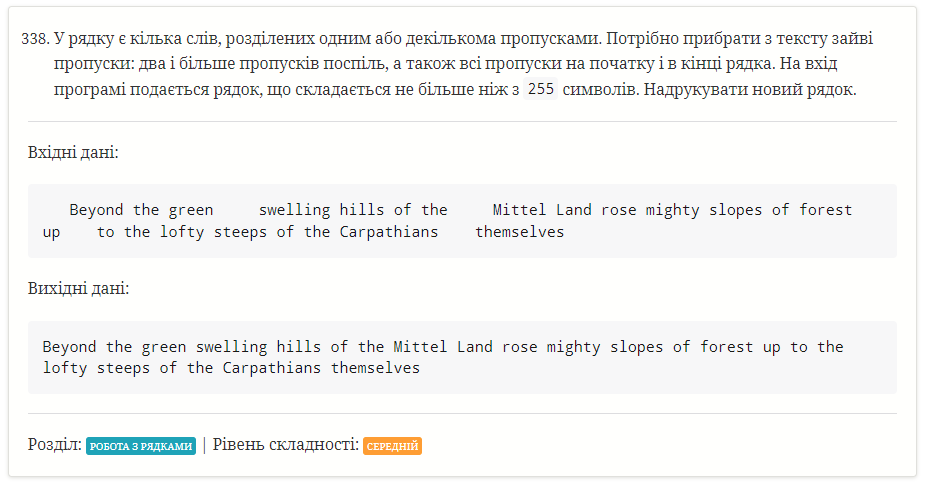 338. У рядку є кілька слів, розділених одним або декількома пропусками. Потрібно прибрати з тексту зайві
пропуски: два і більше пропусків поспіль, а також всі пропуски на початку і в кінці рядка. На вхід
програмі подається рядок, що складається не більше ніж з 255 символів. Надрукувати новий рядок.
Вхідні дані:
   Beyond the green     swelling hills of the     Mittel Land rose mighty slopes of forest
up    to the lofty steeps of the Carpathians    themselves
Вихідні дані:
Beyond the green swelling hills of the Mittel Land rose mighty slopes of forest up to the
lofty steeps of the Carpathians themselves
Розділ: РОБОТА З РЯДКАМИ | Рівень складності: СЕРЕДНІЙ